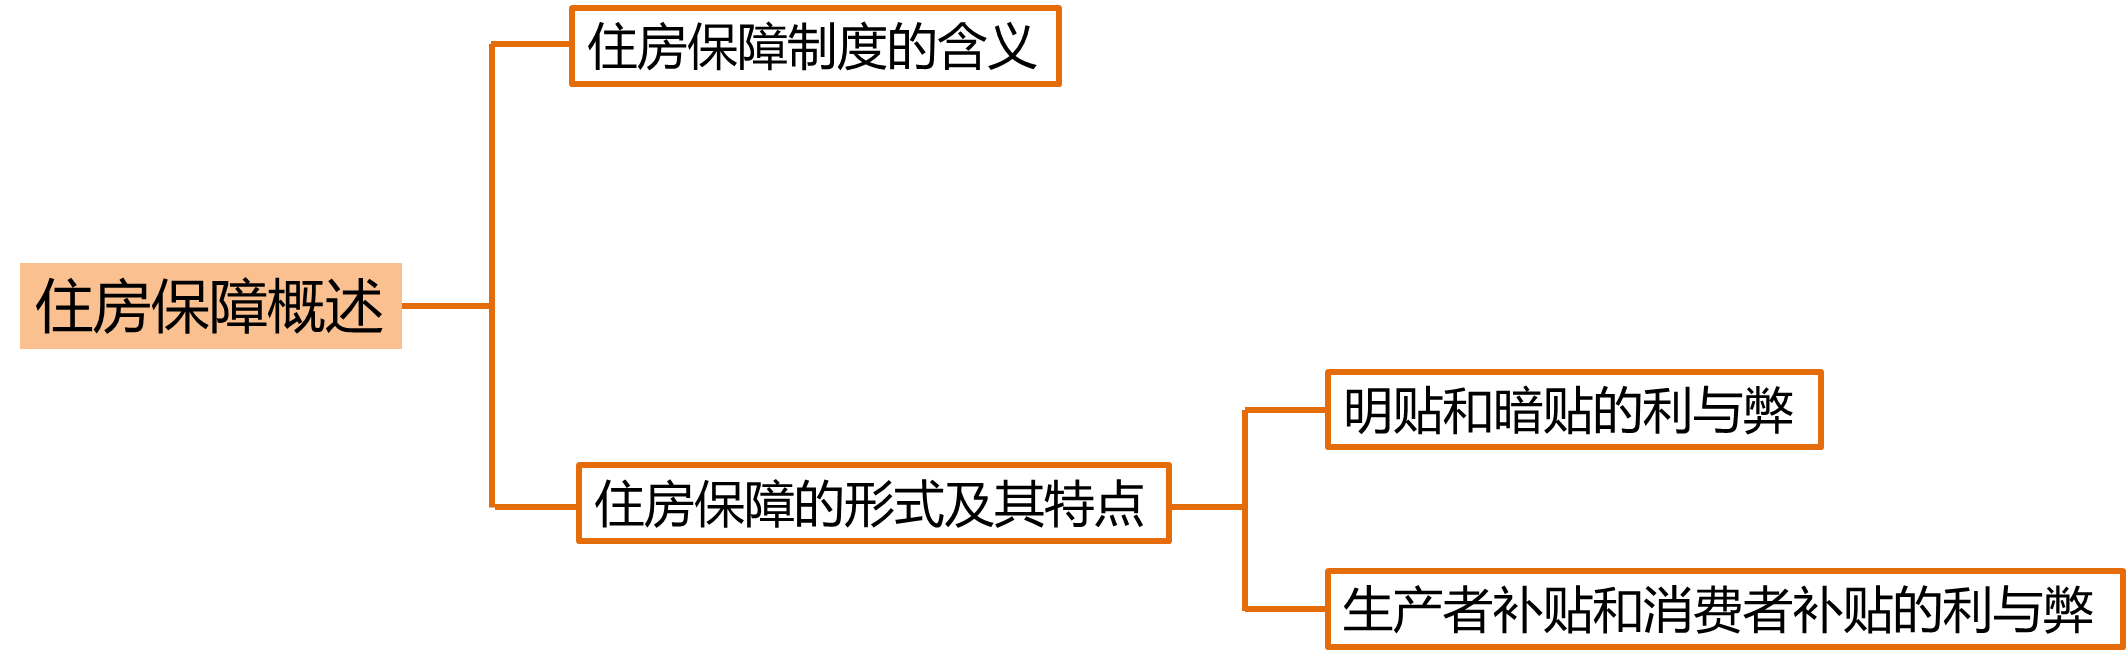 住房保障制度的含义
住房保障概述
明贴和暗贴的利与弊
住房保障的形式及其特点
生产者补贴和消费者补贴的利与弊